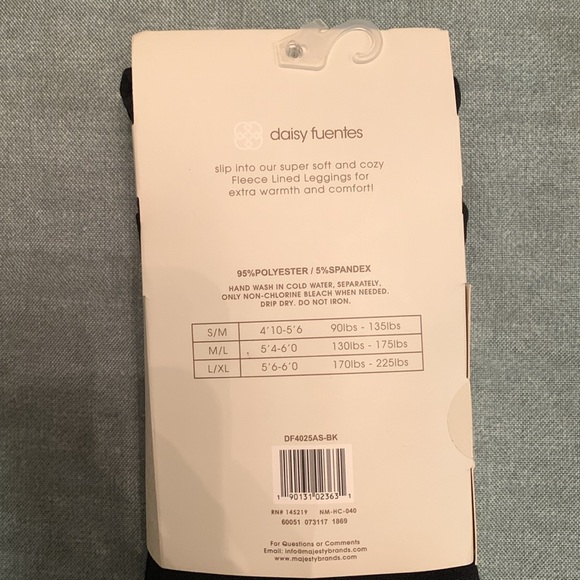 daisy fuentes
slip into our super soft and cozy
Fleece Lined Leggings for
extra warmth and comfort!
95%POLYESTER / 5%SPANDEX
HAND WASH IN COLD WATER, SEPARATELY,
ONLY NON-CHLORINE BLEACH WHEN NEEDED.
DRIP DRY. DO NOT IRON.
S/M 4'10-5'6 90lbs - 135lbs
M/L 5'4-6'0 130lbs - 175lbs
L/XL 5'6-6'0 170lbs - 225lbs
DF4025AS-BK
1 90131 02363 1
RN# 145219 NM-HC-040
60051 073117 1869
For Questions or Comments
Email: info@majestybrands.com
www.majestybrands.com